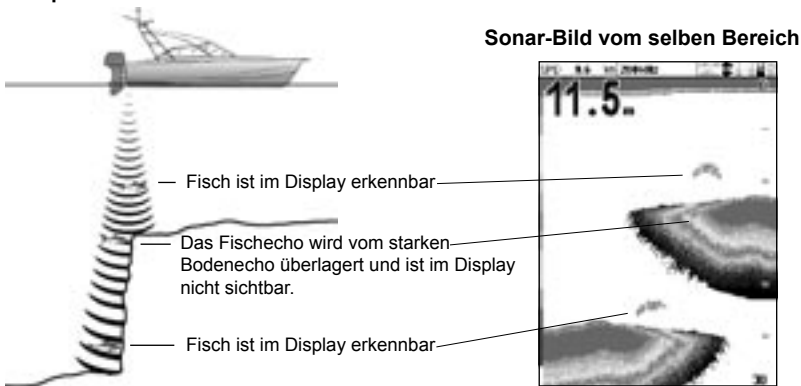 Sonar-Bild vom selben Bereich
11.5
Fisch ist im Display erkennbar
Das Fischecho wird vom starken
Bodenecho überlagert und ist im Display
nicht sichtbar.
Fisch ist im Display erkennbar
30